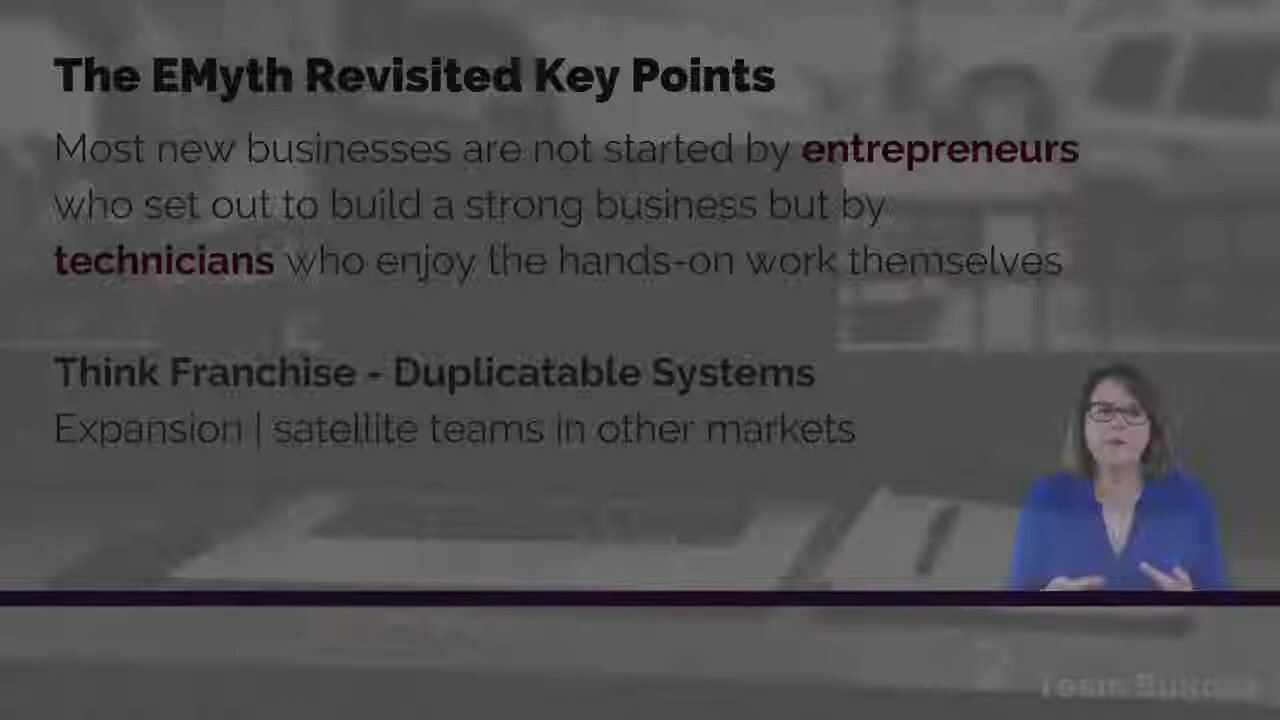 The EMyth Revisited Key Points
Most new businesses are not started by entrepreneurs
who set out to build a strong business but by
technicians who enjoy the hands-on work themselves
Think Franchise - Duplicatable Systems
Expansion | satellite teams in other markets